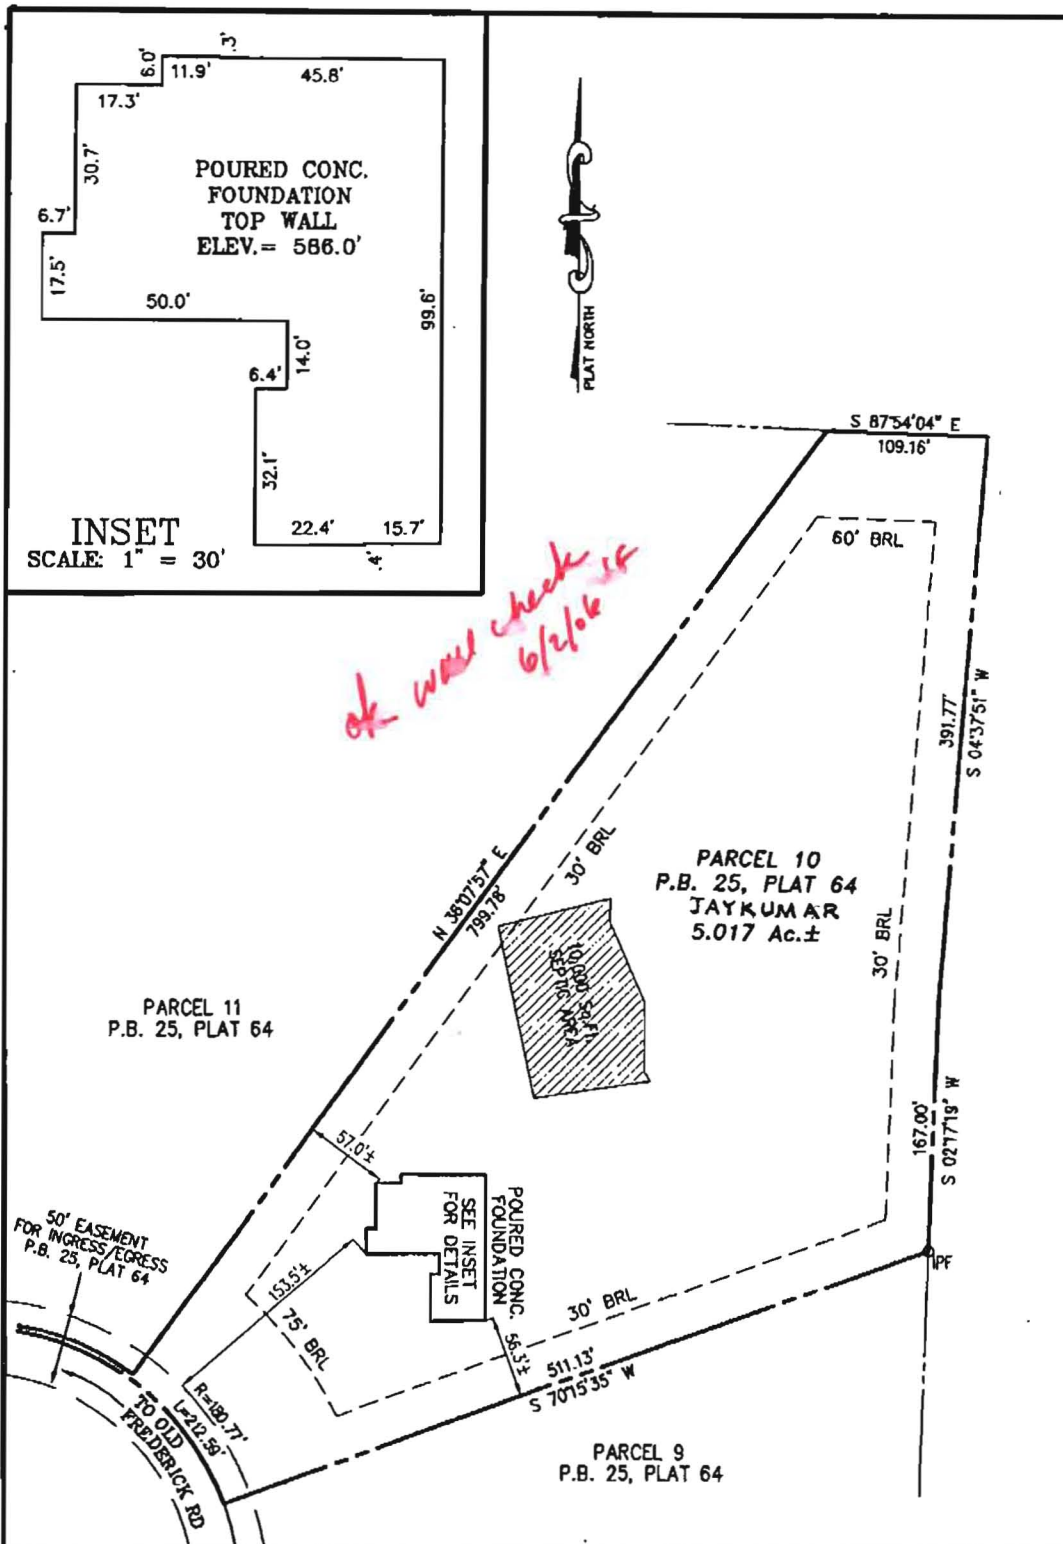 .3'
6.0'
11.9'
45.8'
17.3'
30.7'
POURED CONC.
FOUNDATION
TOP WALL
ELEV.= 586.0'
6.7'
17.5'
50.0'
99.6'
14.0'
6.4'
32.1'
22.4'
15.7'
.4'
INSET
SCALE: 1" = 30'
PLAT NORTH
S 87°54'04" E
109.16'
60' BRL
ok wall check
6/2/06
391.77'
S 04°37'51" W
30' BRL
N 36°07'57" E
799.78'
PARCEL 10
P.B. 25, PLAT 64
JAYKUMAR
5.017 Ac.±
30' BRL
10,000 Sq.Ft.
SEPTIC AREA
PARCEL 11
P.B. 25, PLAT 64
167.00'
S 02°17'19" W
57.0'±
POURED CONC.
FOUNDATION
SEE INSET
FOR DETAILS
50' EASEMENT
FOR INGRESS/EGRESS
P.B. 25, PLAT 64
153.5'±
75' BRL
30' BRL
IPF
56.3'±
511.13'
S 70°15'35" W
R=180.77'
L=212.59'
TO OLD
FREDERICK RD
PARCEL 9
P.B. 25, PLAT 64